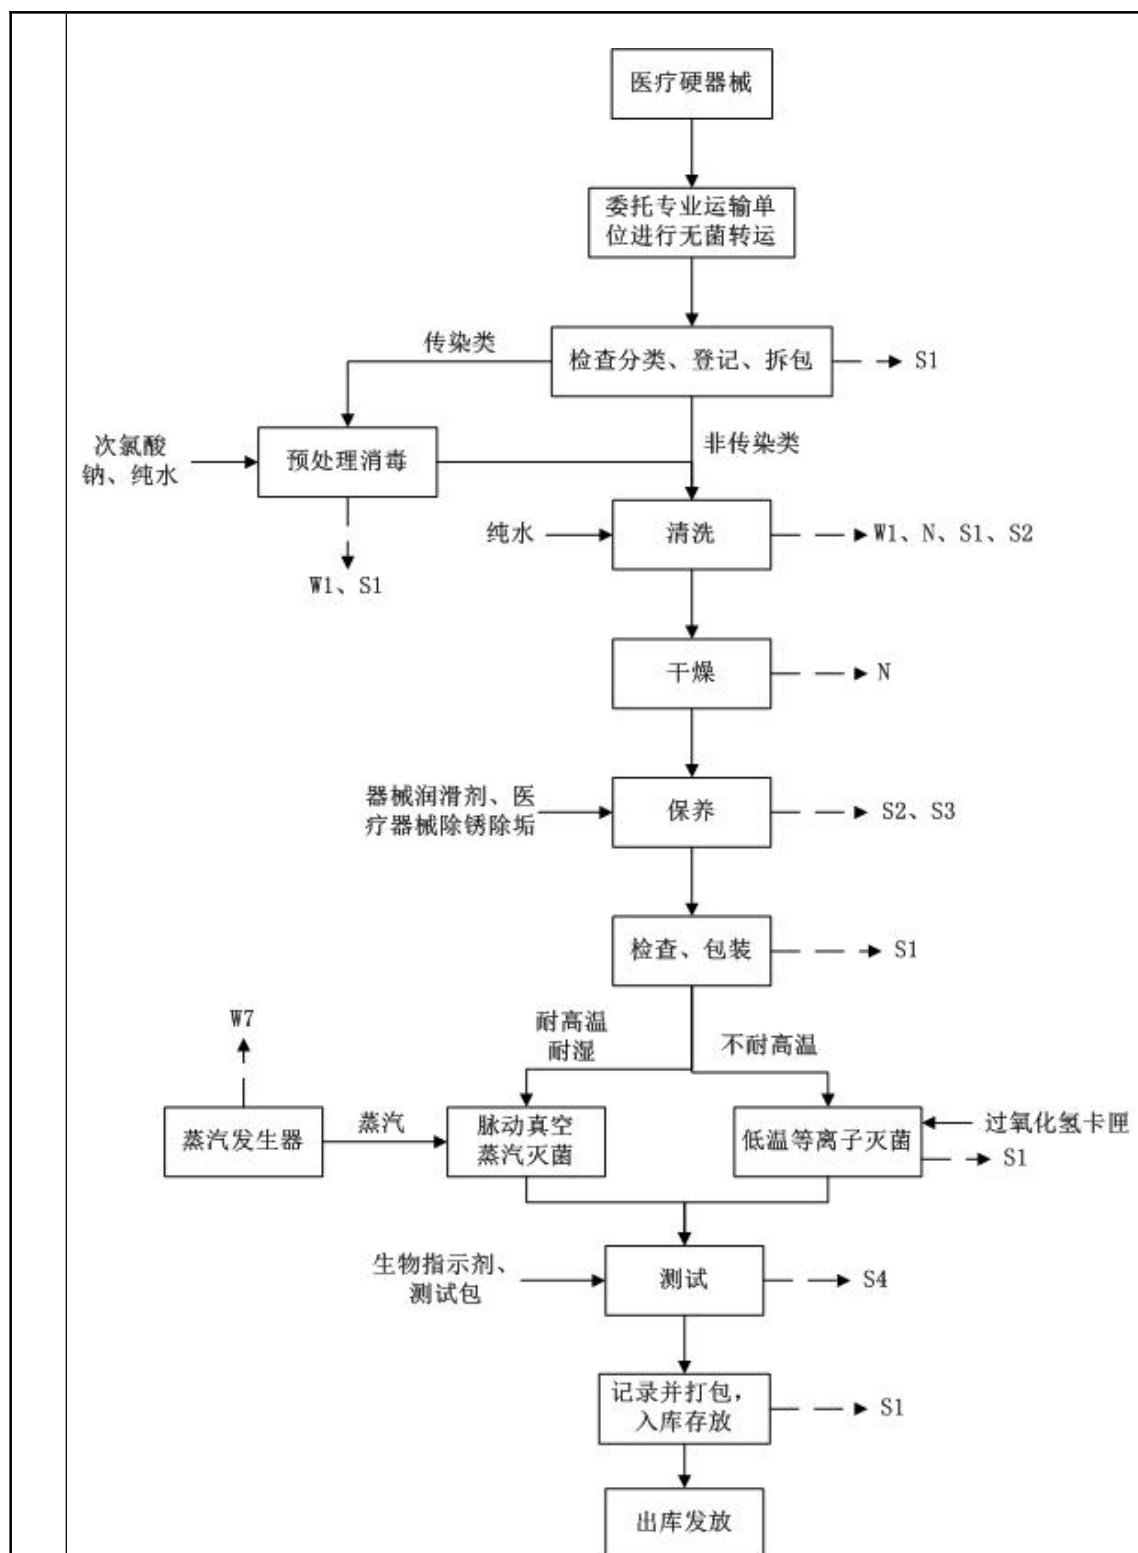 医疗硬器械
委托专业运输单
位进行无菌转运
传染类
检查分类、登记、拆包
S1
次氯酸
钠、纯水
预处理消毒
非传染类
纯水
清洗
W1、N、S1、S2
W1、S1
干燥
N
器械润滑剂、医
疗器械除锈除垢
保养
S2、S3
检查、包装
S1
W7
耐高温
耐湿
不耐高温
蒸汽发生器
蒸汽
脉动真空
蒸汽灭菌
低温等离子灭菌
过氧化氢卡匣
S1
生物指示剂、
测试包
测试
S4
记录并打包，
入库存放
S1
出库发放